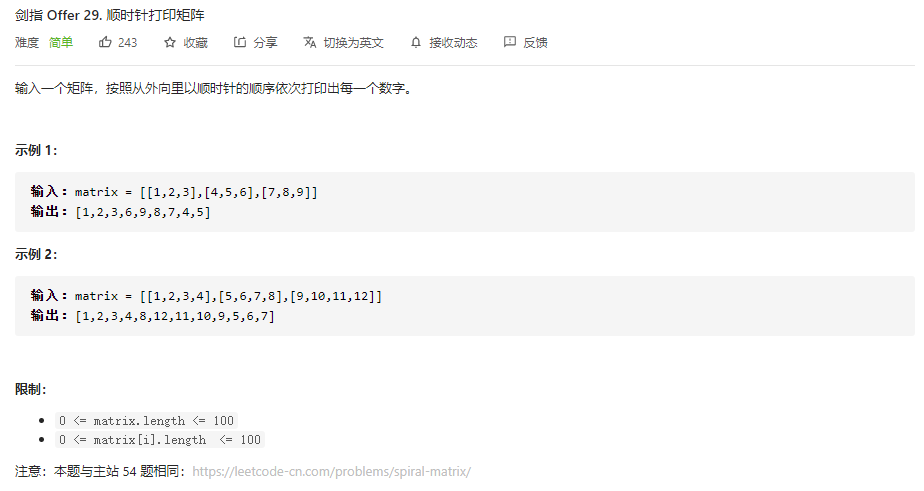 剑指 Offer 29. 顺时针打印矩阵
难度 简单 243 收藏 分享 切换为英文 接收动态 反馈
输入一个矩阵，按照从外向里以顺时针的顺序依次打印出每一个数字。
示例 1：
输入：matrix = [[1,2,3],[4,5,6],[7,8,9]]
输出：[1,2,3,6,9,8,7,4,5]
示例 2：
输入：matrix = [[1,2,3,4],[5,6,7,8],[9,10,11,12]]
输出：[1,2,3,4,8,12,11,10,9,5,6,7]
限制：
0 <= matrix.length <= 100
0 <= matrix[i].length <= 100
注意：本题与主站 54 题相同：https://leetcode-cn.com/problems/spiral-matrix/